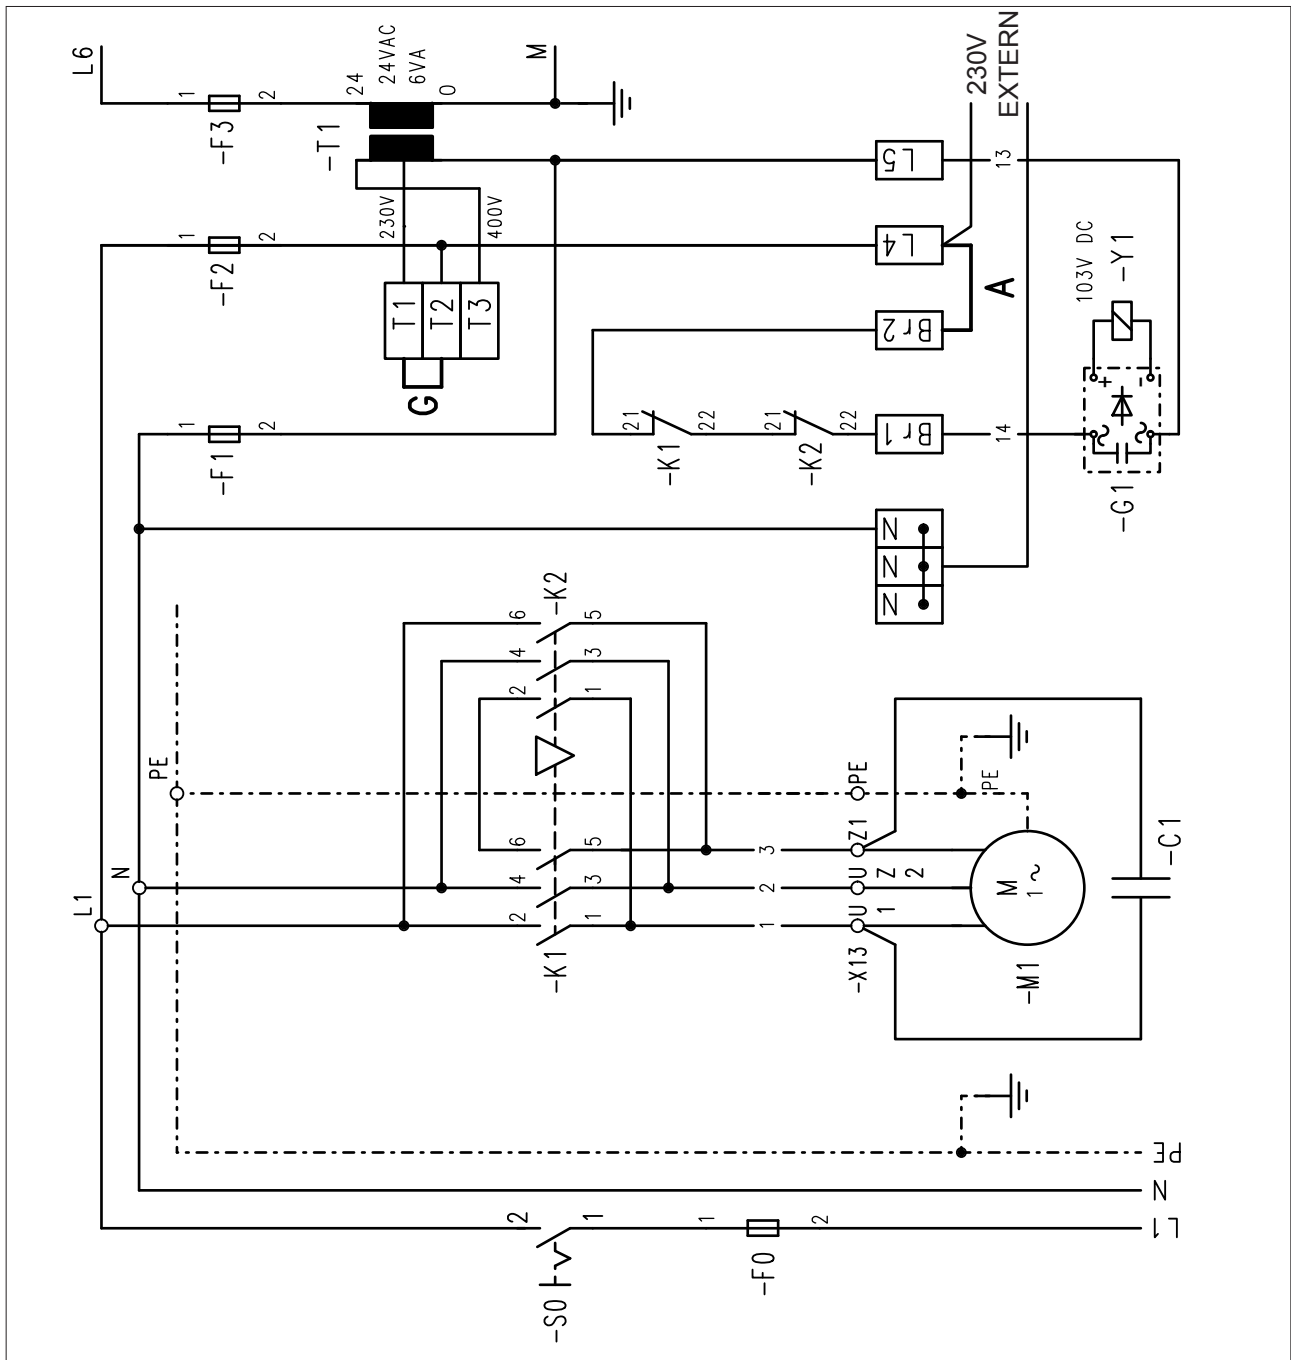 L6
1
-F3
2
24
24VAC
6VA
0
-T1
M
230V
EXTERN
L5
13
1
-F2
2
230V
400V
L4
A
103V DC
-Y1
T1
T2
T3
G
Br2
+
-
1
-F1
2
21
-K1
22
21
-K2
22
Br1
14
-G1
N
N
N
-K2
6
5
4
3
2
1
PE
PE
PE
N
L1
6
5
4
3
2
1
-K1
3
2
1
Z1
U Z
2
U
1
-X13
M
1~
-M1
-C1
PE
N
L1
2
1
-S0
1
-F0
2